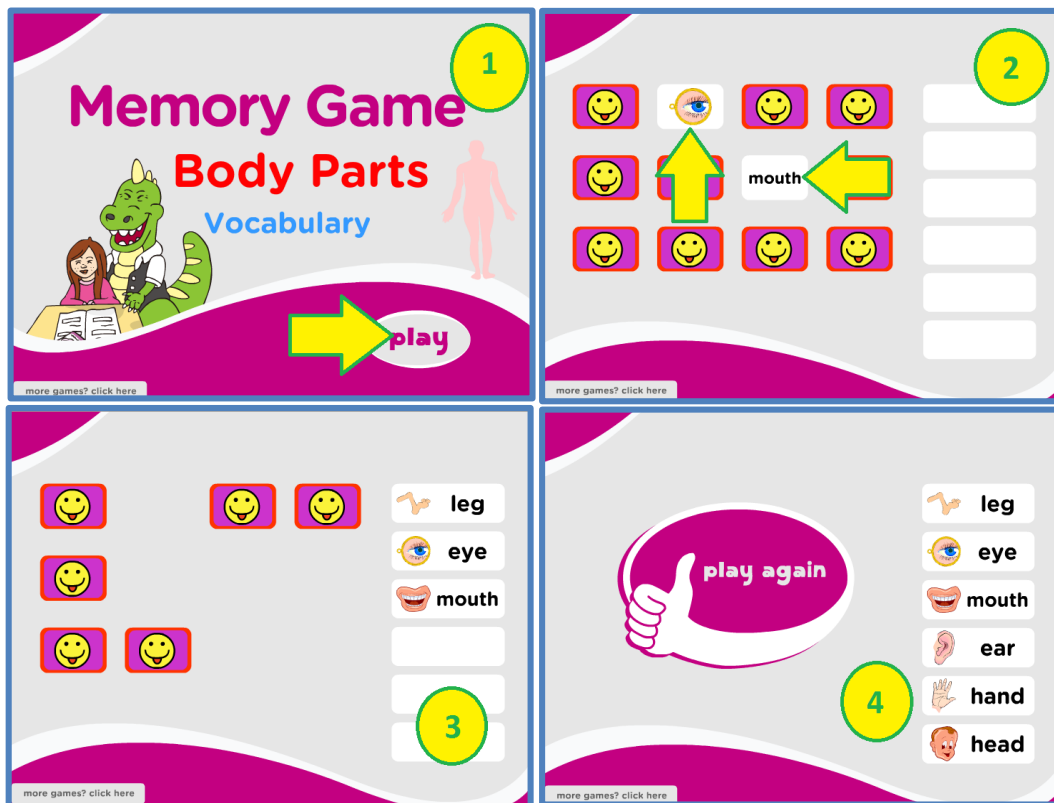 1
Memory Game
Body Parts
Vocabulary
play
more games? click here
2
mouth
more games? click here
leg
eye
mouth
3
more games? click here
play again
leg
eye
mouth
ear
4
hand
head
more games? click here